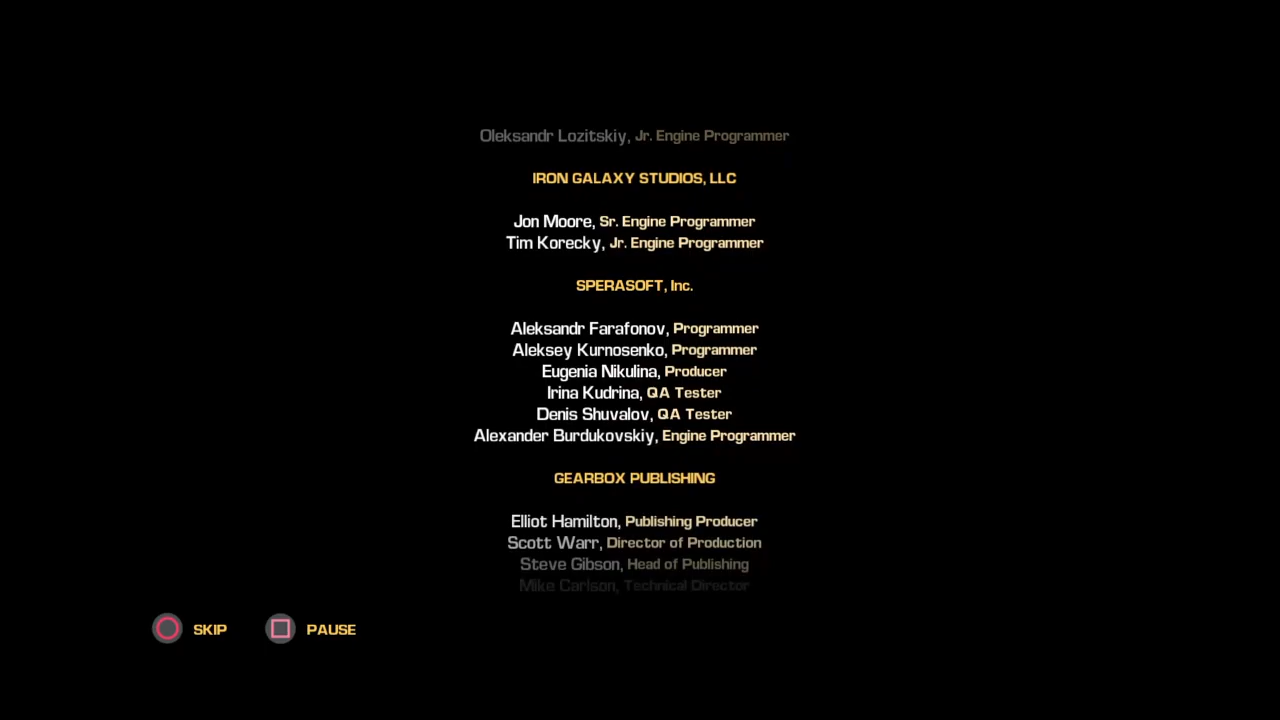 Oleksandr Lozitskiy, Jr. Engine Programmer
IRON GALAXY STUDIOS, LLC
Jon Moore, Sr. Engine Programmer
Tim Korecky, Jr. Engine Programmer
SPERASOFT, Inc.
Aleksandr Farafonov, Programmer
Aleksey Kurnosenko, Programmer
Eugenia Nikulina, Producer
Irina Kudrina, QA Tester
Denis Shuvalov, QA Tester
Alexander Burdukovskiy, Engine Programmer
GEARBOX PUBLISHING
Elliot Hamilton, Publishing Producer
Scott Warr, Director of Production
Steve Gibson, Head of Publishing
Mike Carlson, Technical Director
SKIP PAUSE